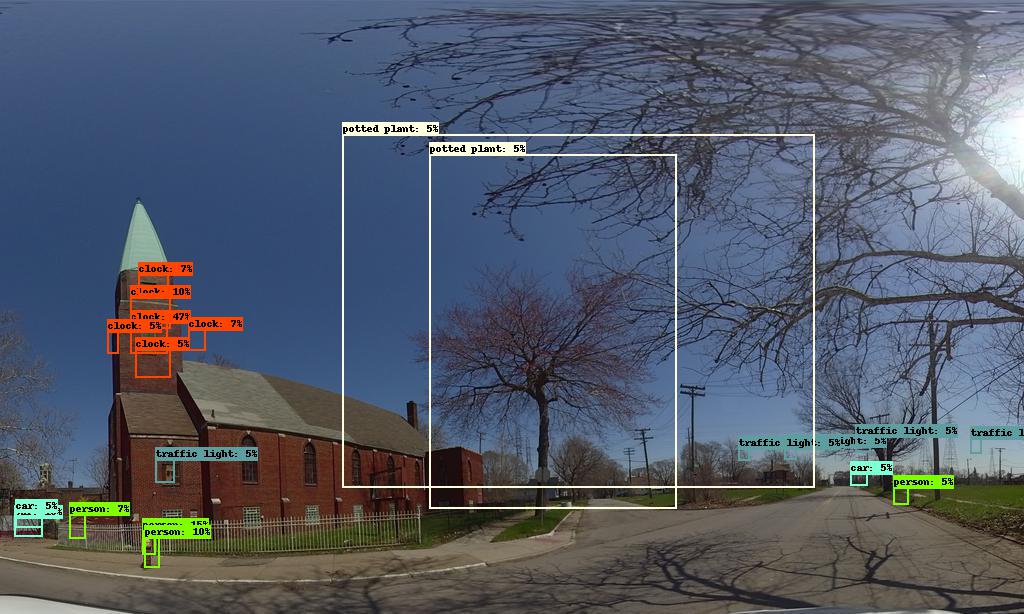 potted plant: 5%
potted plant: 5%
clock: 7%
clock: 10%
clock: 47%
clock: 5%
clock: 7%
clock: 5%
traffic light: 5%
traffic light: 5%
light: 5%
traffic light: 5%
traffic l
car: 5%
person: 5%
car: 5%
person: 7%
person: 15%
person: 10%